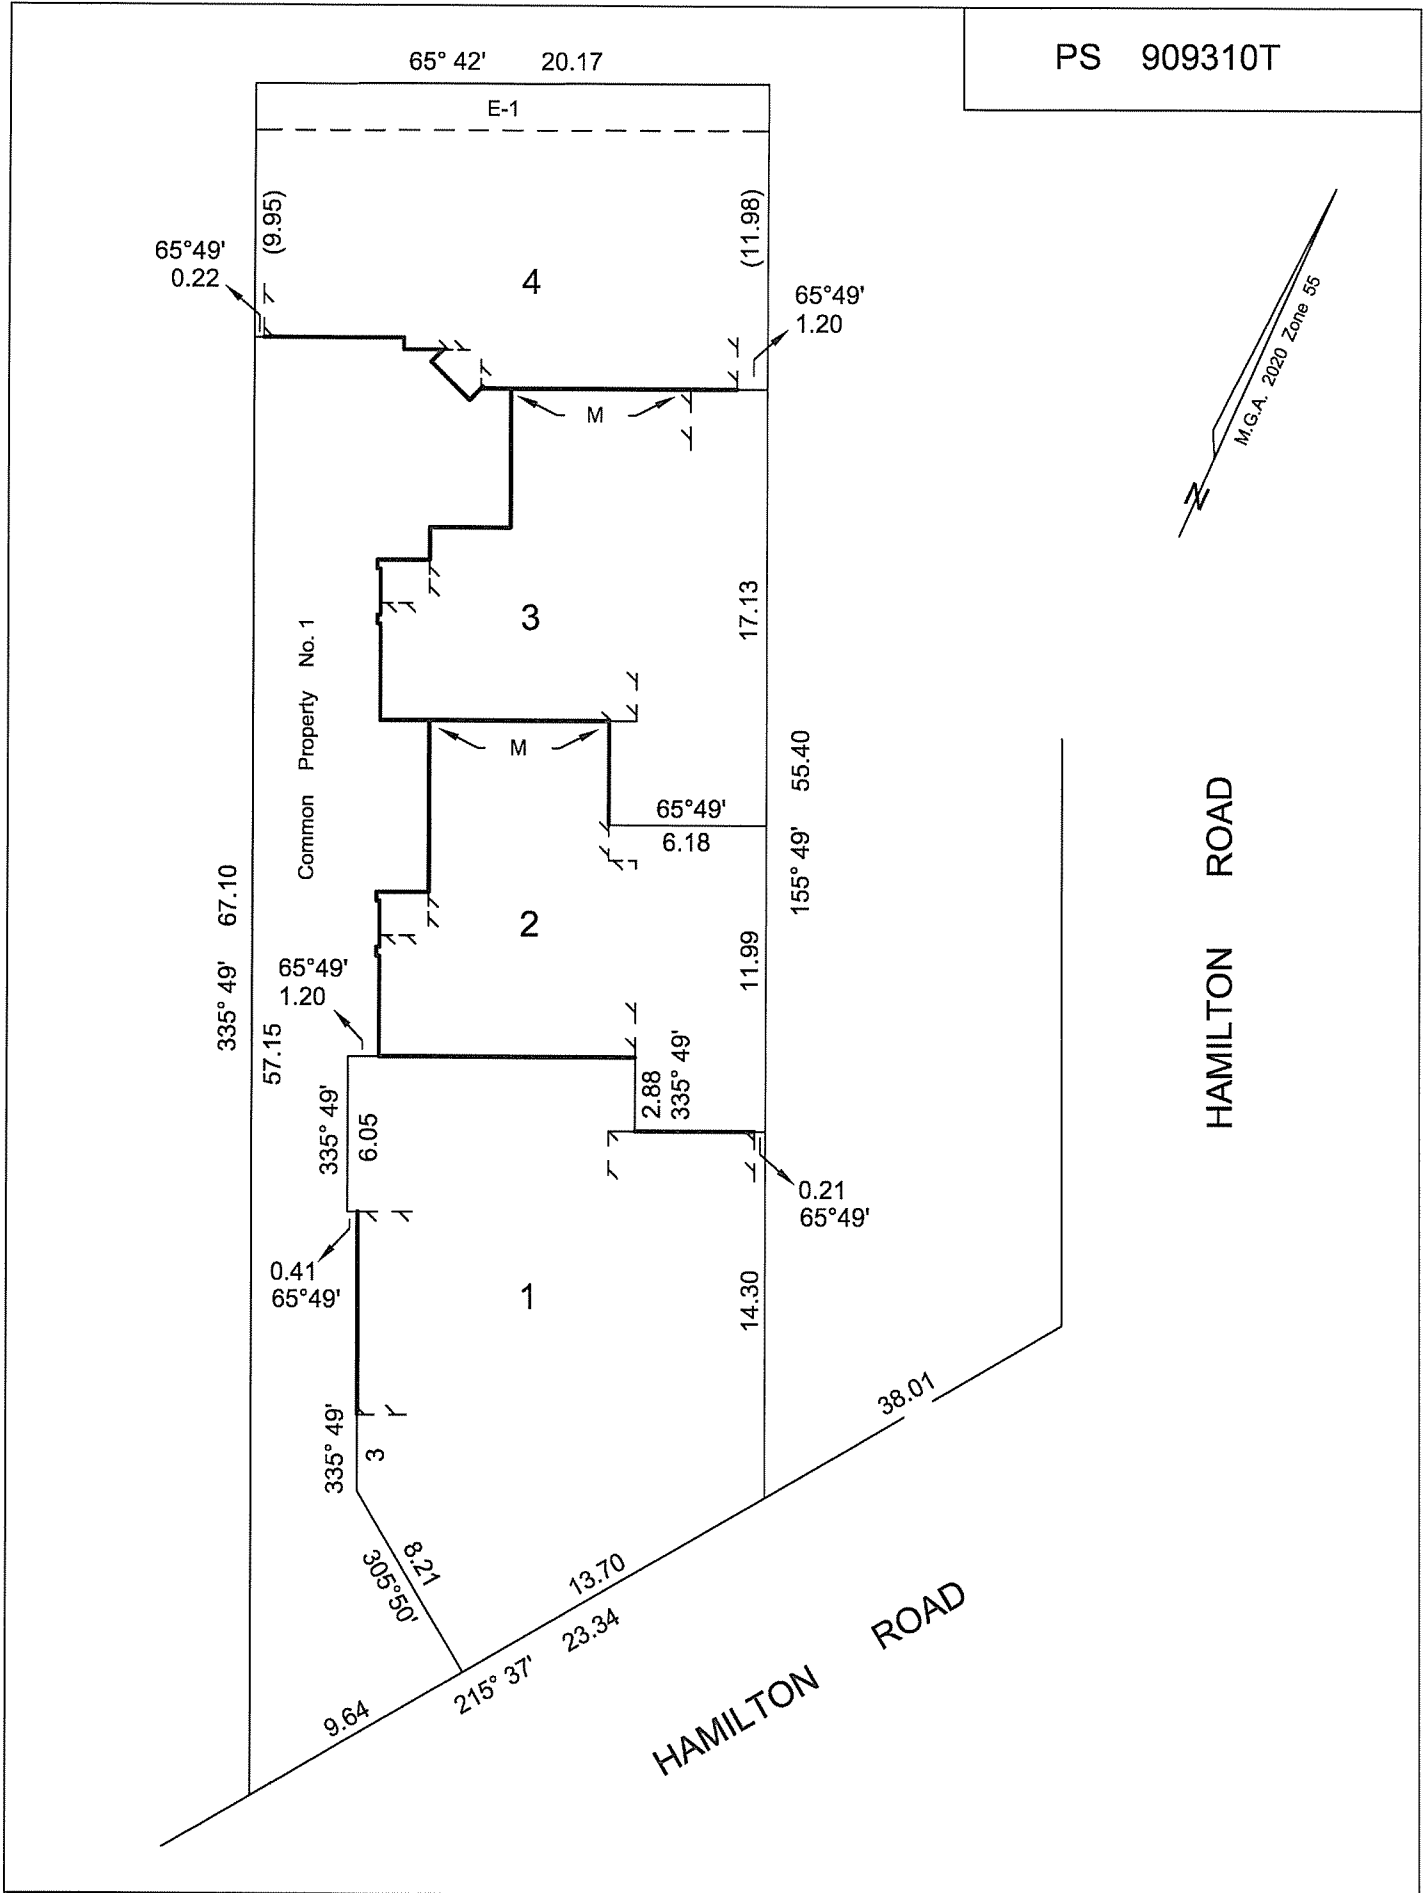 PS 909310T
65° 42' 20.17
E-1
(9.95)
(11.98)
65°49'
0.22
4
65°49'
1.20
M.G.A. 2020 Zone 55
N
M
3
17.13
Common Property No. 1
M
65°49'
6.18
155° 49' 55.40
HAMILTON ROAD
335° 49' 67.10
2
11.99
65°49'
1.20
57.15
335° 49'
6.05
2.88
335° 49'
0.21
65°49'
0.41
65°49'
1
14.30
38.01
335° 49'
3
8.21
305°50'
13.70
23.34
215° 37'
9.64
HAMILTON ROAD